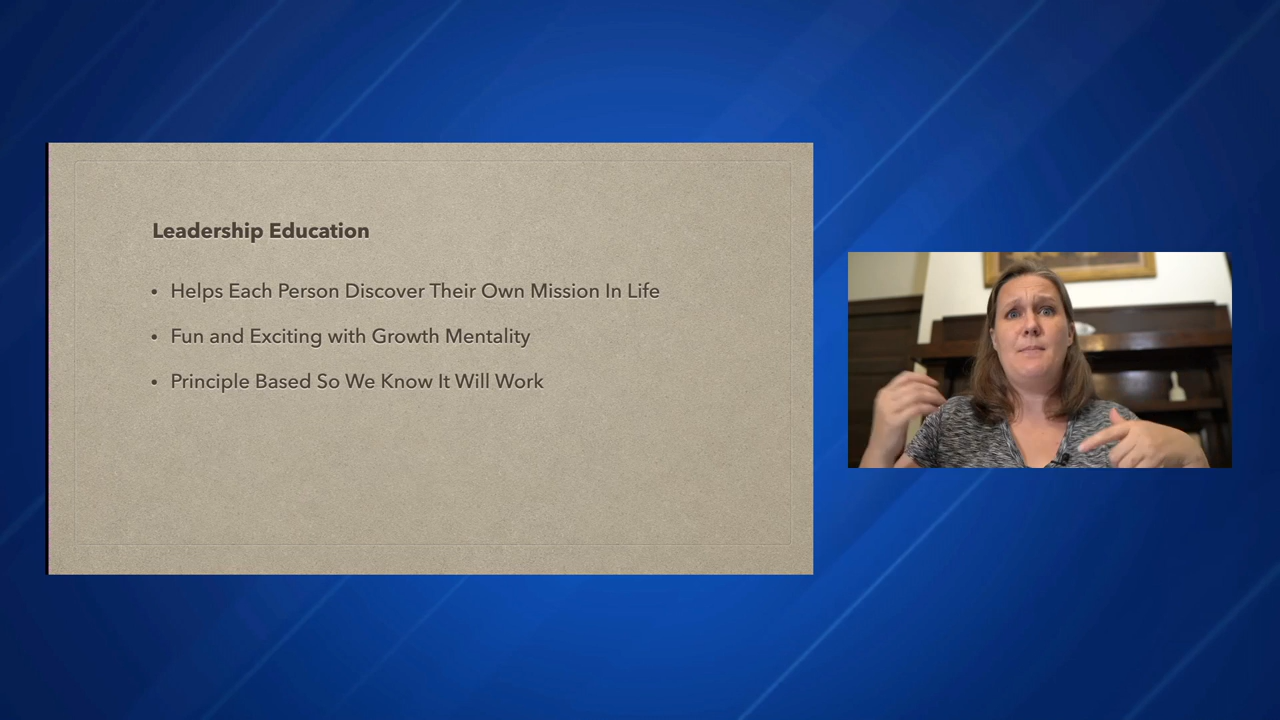 Leadership Education
• Helps Each Person Discover Their Own Mission In Life
• Fun and Exciting with Growth Mentality
• Principle Based So We Know It Will Work